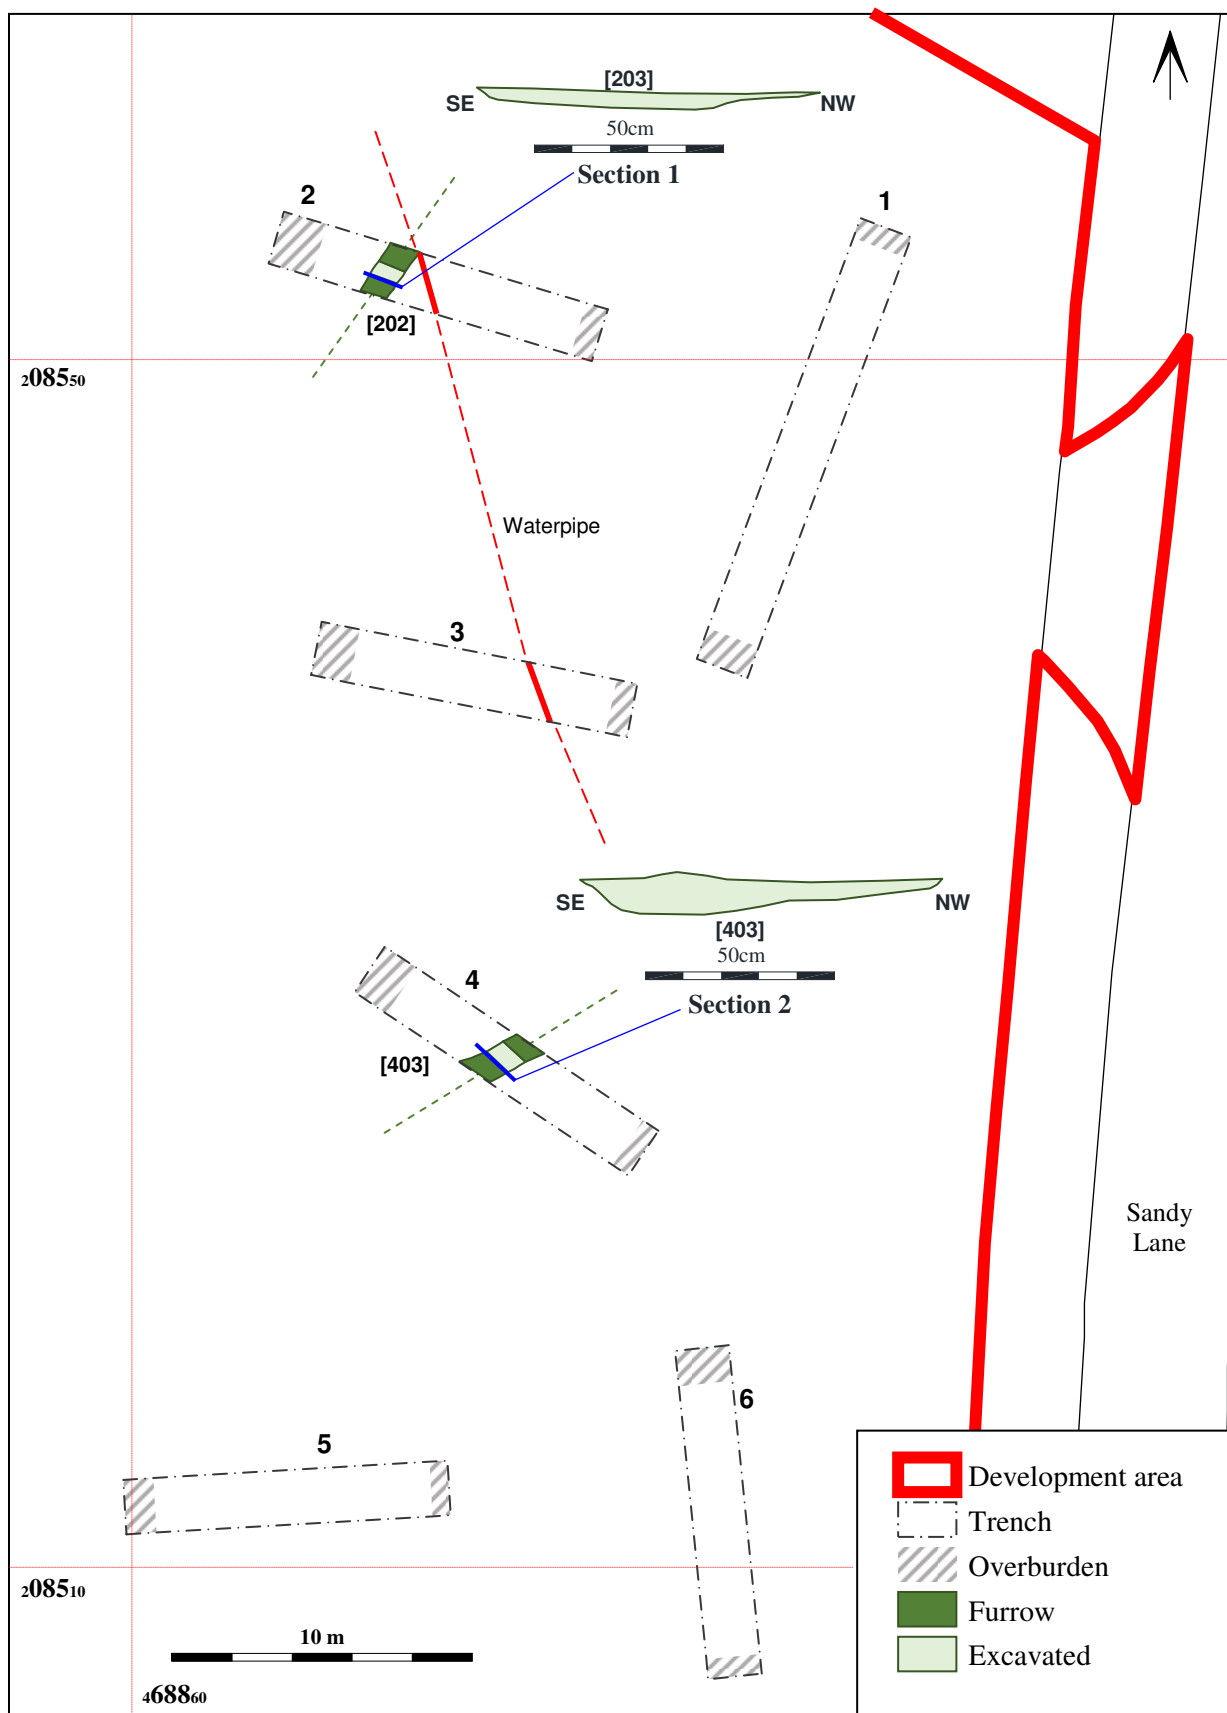 [203]
SE NW
50cm
Section 1
2
1
[202]
208550
Waterpipe
3
SE NW
[403]
50cm
4
Section 2
[403]
Sandy
Lane
6
5
Development area
Trench
Overburden
Furrow
Excavated
208510
10 m
468860